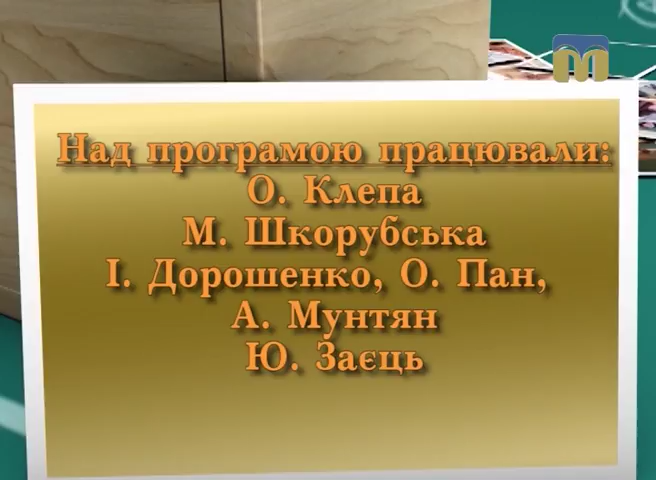 Над програмою працювали:
О. Клепа
М. Шкорубська
І. Дорошенко, О. Пан,
А. Мунтян
Ю. Заєць